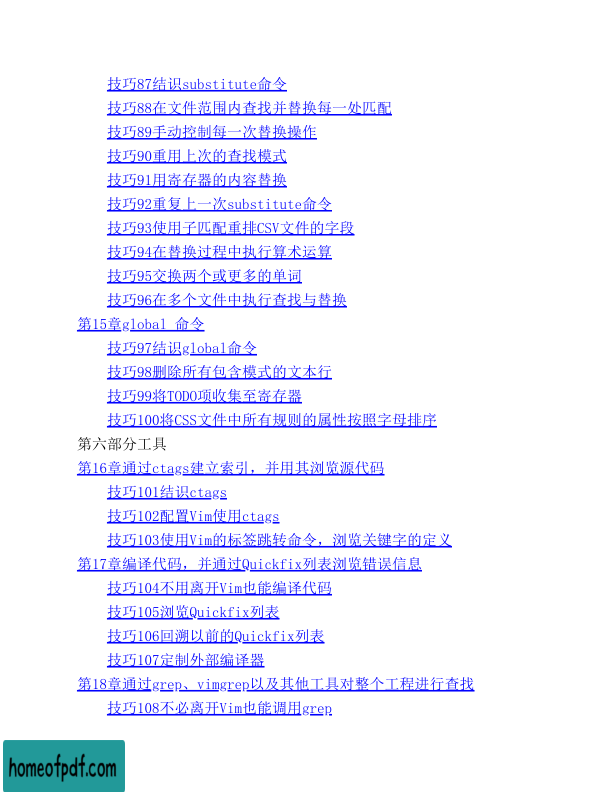 技巧87结识substitute命令
技巧88在文件范围内查找并替换每一处匹配
技巧89手动控制每一次替换操作
技巧90重用上次的查找模式
技巧91用寄存器的内容替换
技巧92重复上一次substitute命令
技巧93使用子匹配重排CSV文件的字段
技巧94在替换过程中执行算术运算
技巧95交换两个或更多的单词
技巧96在多个文件中执行查找与替换
第15章global 命令
技巧97结识global命令
技巧98删除所有包含模式的文本行
技巧99将TODO项收集至寄存器
技巧100将CSS文件中所有规则的属性按照字母排序
第六部分工具
第16章通过ctags建立索引，并用其浏览源代码
技巧101结识ctags
技巧102配置Vim使用ctags
技巧103使用Vim的标签跳转命令，浏览关键字的定义
第17章编译代码，并通过Quickfix列表浏览错误信息
技巧104不用离开Vim也能编译代码
技巧105浏览Quickfix列表
技巧106回溯以前的Quickfix列表
技巧107定制外部编译器
第18章通过grep、vimgrep以及其他工具对整个工程进行查找
技巧108不必离开Vim也能调用grep
homeofpdf.com